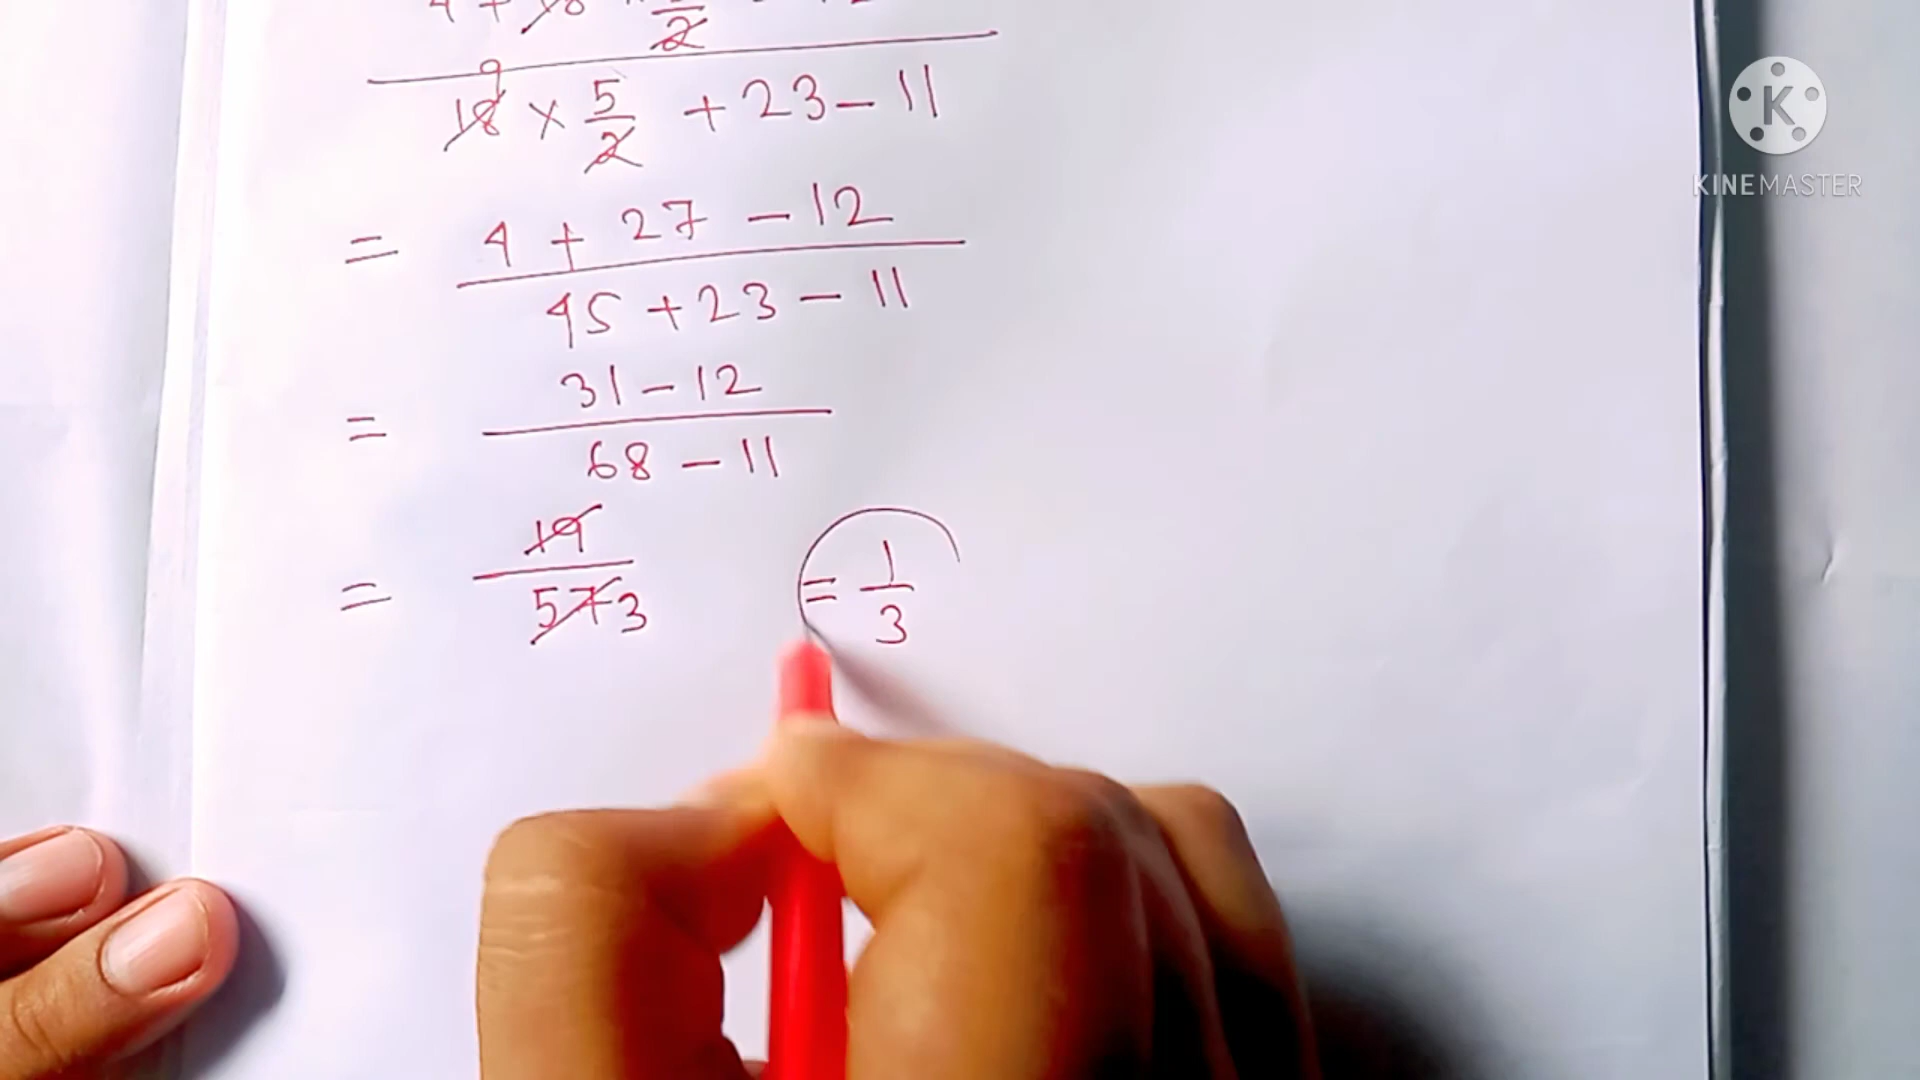 18 9 × 5/2 + 23 - 11
= 4 + 27 - 12
45 + 23 - 11
= 31 - 12
68 - 11
= 19/57 3 = 1/3
K
KINEMASTER